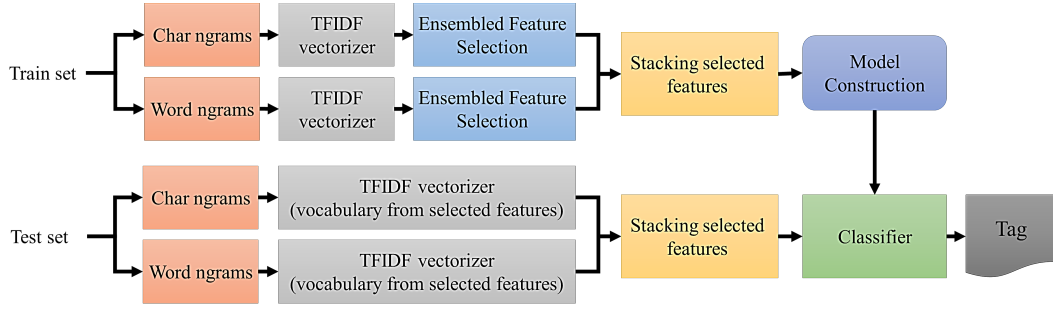 Train set
Char ngrams
TFIDF
vectorizer
Ensembled Feature
Selection
Word ngrams
TFIDF
vectorizer
Ensembled Feature
Selection
Stacking selected
features
Model
Construction
Test set
Char ngrams
TFIDF vectorizer
(vocabulary from selected features)
Word ngrams
TFIDF vectorizer
(vocabulary from selected features)
Stacking selected
features
Classifier
Tag